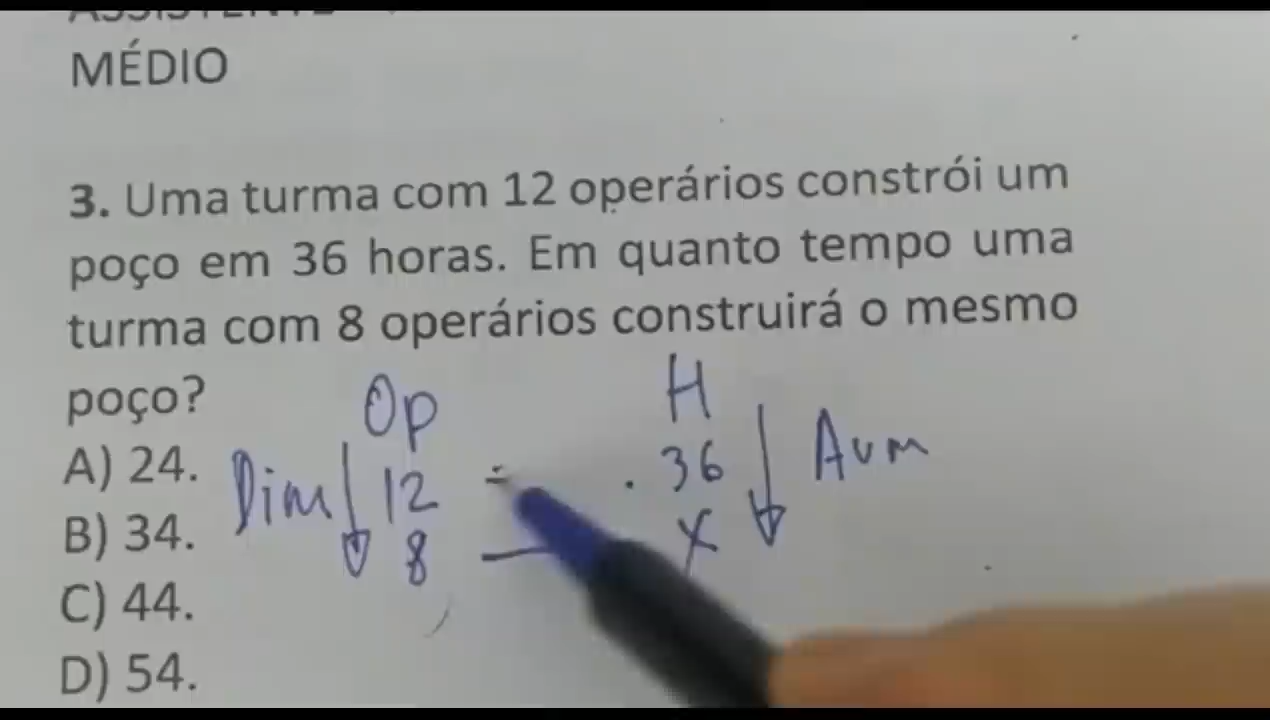 MÉDIO
3. Uma turma com 12 operários constrói um
poço em 36 horas. Em quanto tempo uma
turma com 8 operários construirá o mesmo
poço?
A) 24.
B) 34.
C) 44.
D) 54.
Op H
Dim 12 . 36 Aum
8 x